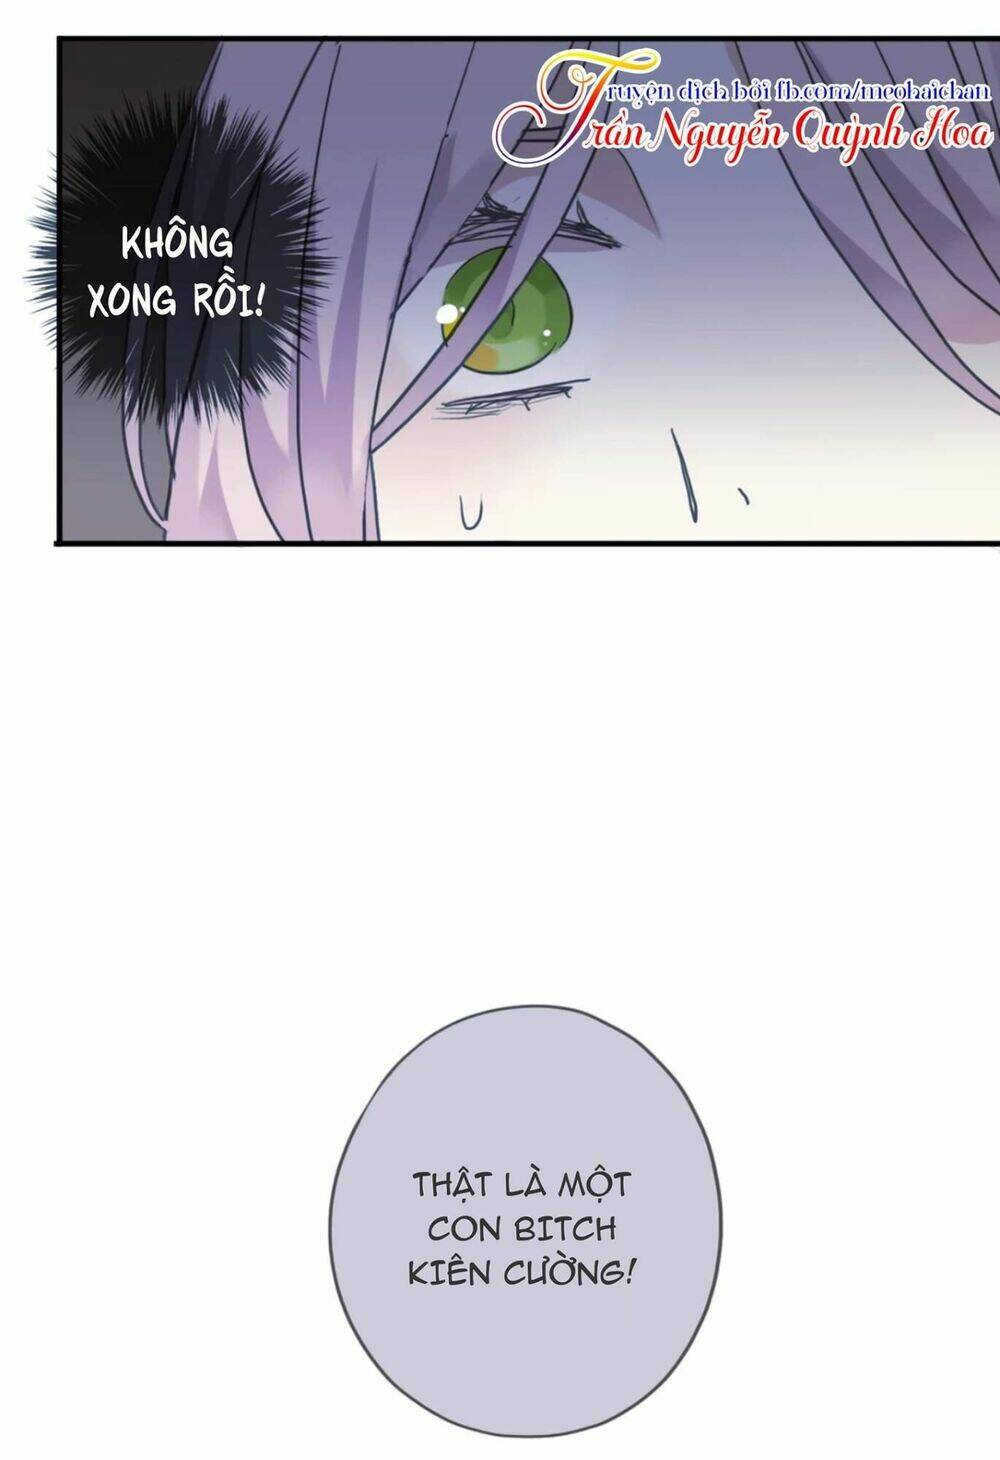 Truyện dịch bởi fb.com/meohaichan
Trần Nguyễn Quỳnh Hoa
KHÔNG
XONG RỒI!
THẬT LÀ MỘT
CON BITCH
KIÊN CƯỜNG!